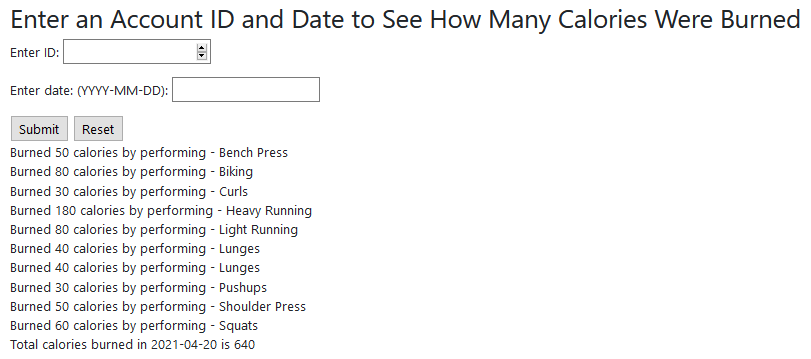 Enter an Account ID and Date to See How Many Calories Were Burned
Enter ID:
Enter date: (YYYY-MM-DD):
Submit Reset
Burned 50 calories by performing - Bench Press
Burned 80 calories by performing - Biking
Burned 30 calories by performing - Curls
Burned 180 calories by performing - Heavy Running
Burned 80 calories by performing - Light Running
Burned 40 calories by performing - Lunges
Burned 40 calories by performing - Lunges
Burned 30 calories by performing - Pushups
Burned 50 calories by performing - Shoulder Press
Burned 60 calories by performing - Squats
Total calories burned in 2021-04-20 is 640